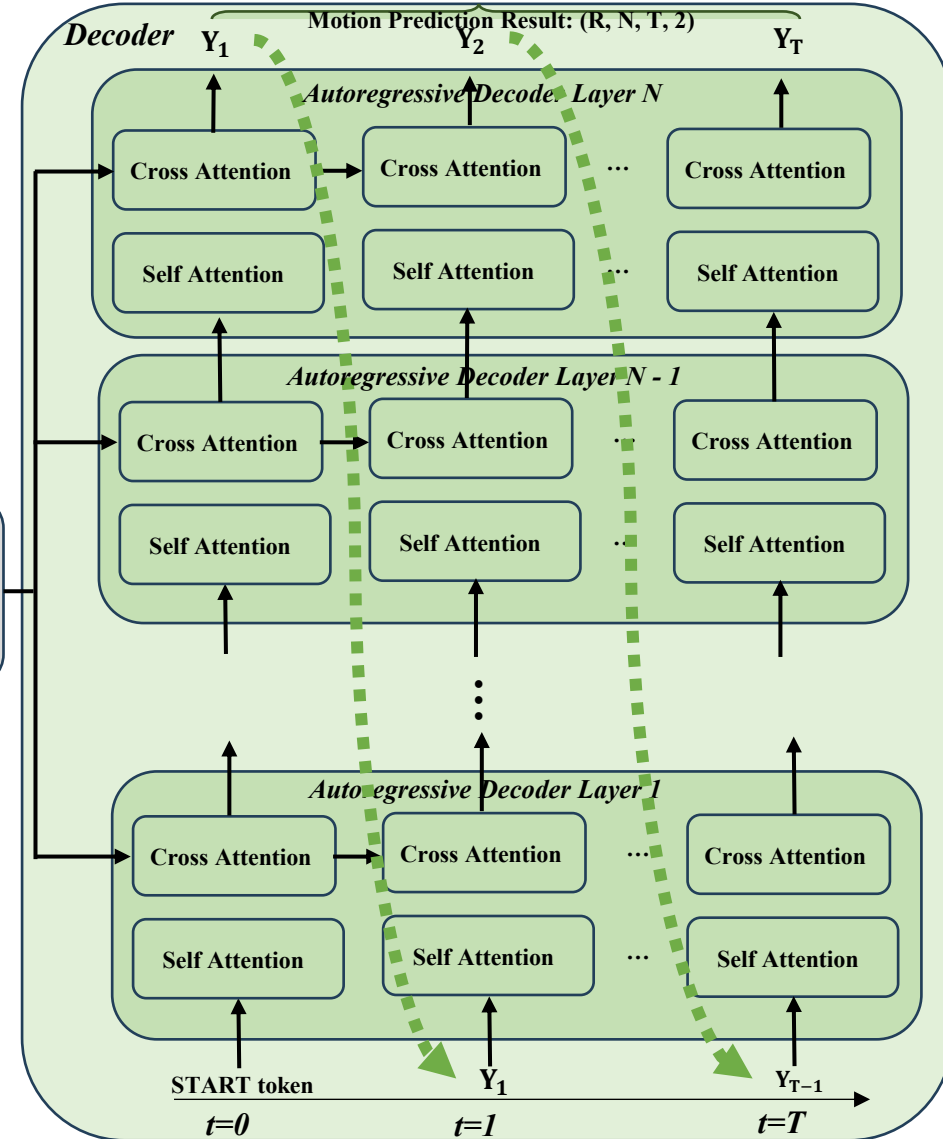 Motion Prediction Result: (R, N, T, 2)
Decoder Y₁ Y₂ Y_T
Autoregressive Decoder Layer N
Cross Attention Cross Attention ... Cross Attention
Self Attention Self Attention ... Self Attention
Autoregressive Decoder Layer N - 1
Cross Attention Cross Attention ... Cross Attention
Self Attention Self Attention ... Self Attention
...
Autoregressive Decoder Layer 1
Cross Attention Cross Attention ... Cross Attention
Self Attention Self Attention ... Self Attention
START token Y₁ Y_{T−1}
t=0 t=1 t=T